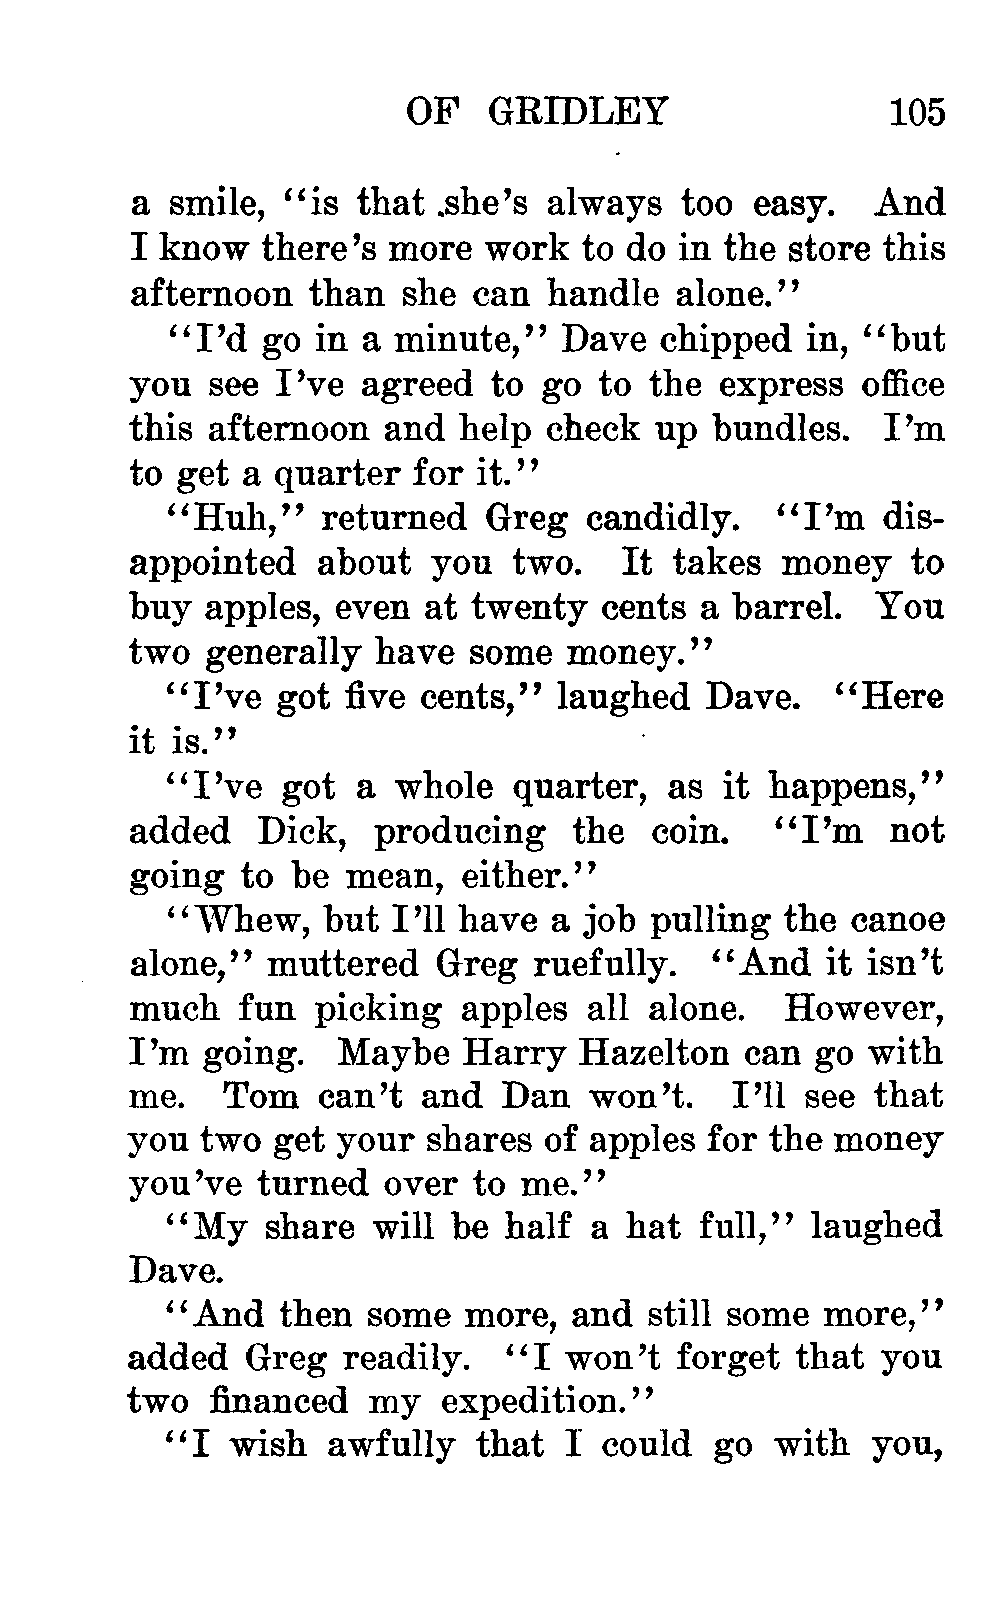 OF GRIDLEY 105
a smile, "is that she's always too easy. And
I know there's more work to do in the store this
afternoon than she can handle alone."
"I'd go in a minute," Dave chipped in, "but
you see I've agreed to go to the express office
this afternoon and help check up bundles. I'm
to get a quarter for it."
"Huh," returned Greg candidly. "I'm dis-
appointed about you two. It takes money to
buy apples, even at twenty cents a barrel. You
two generally have some money."
"I've got five cents," laughed Dave. "Here
it is."
"I've got a whole quarter, as it happens,"
added Dick, producing the coin. "I'm not
going to be mean, either."
"Whew, but I'll have a job pulling the canoe
alone," muttered Greg ruefully. "And it isn't
much fun picking apples all alone. However,
I'm going. Maybe Harry Hazelton can go with
me. Tom can't and Dan won't. I'll see that
you two get your shares of apples for the money
you've turned over to me."
"My share will be half a hat full," laughed
Dave.
"And then some more, and still some more,"
added Greg readily. "I won't forget that you
two financed my expedition."
"I wish awfully that I could go with you,